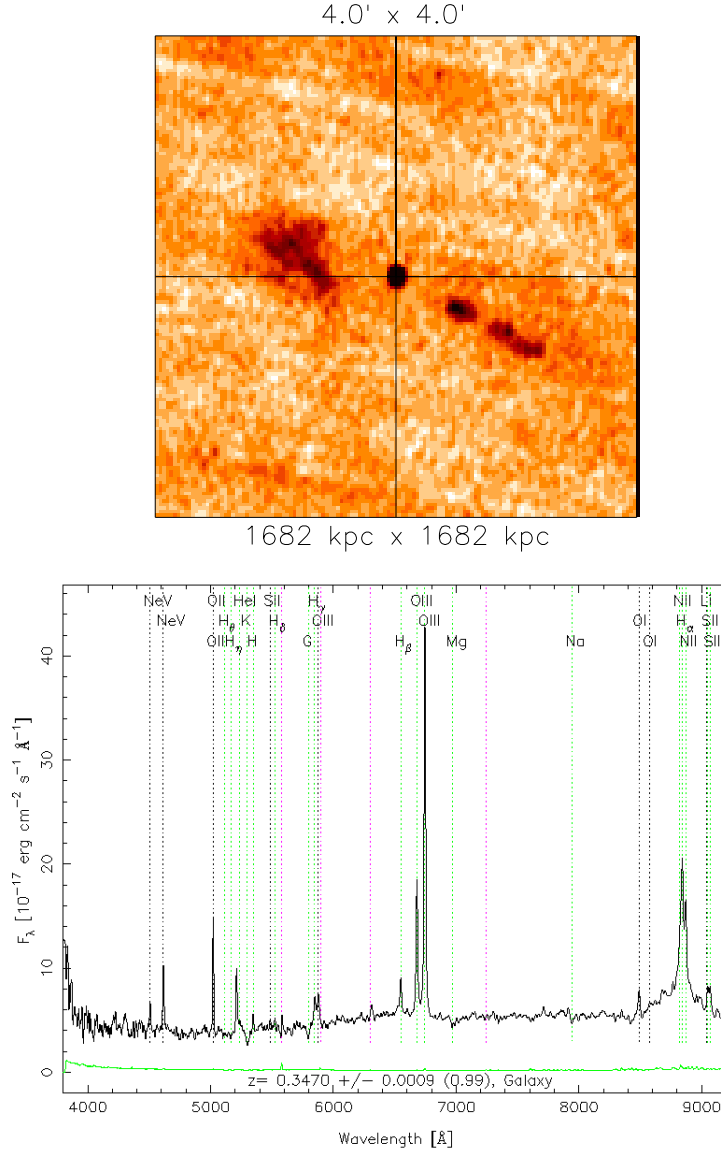 4.0' x 4.0'
1682 kpc x 1682 kpc
NeV OII HeI SII Hγ OIII NII Li
NeV Hθ K Hδ OIII OIII OI Hα SII
OII Hη H G Hβ Mg Na OI NII SII
40
30
20
10
0
Fλ [10⁻¹⁷ erg cm⁻² s⁻¹ Å⁻¹]
z= 0.3470 +/− 0.0009 (0.99), Galaxy
4000 5000 6000 7000 8000 9000
Wavelength [Å]